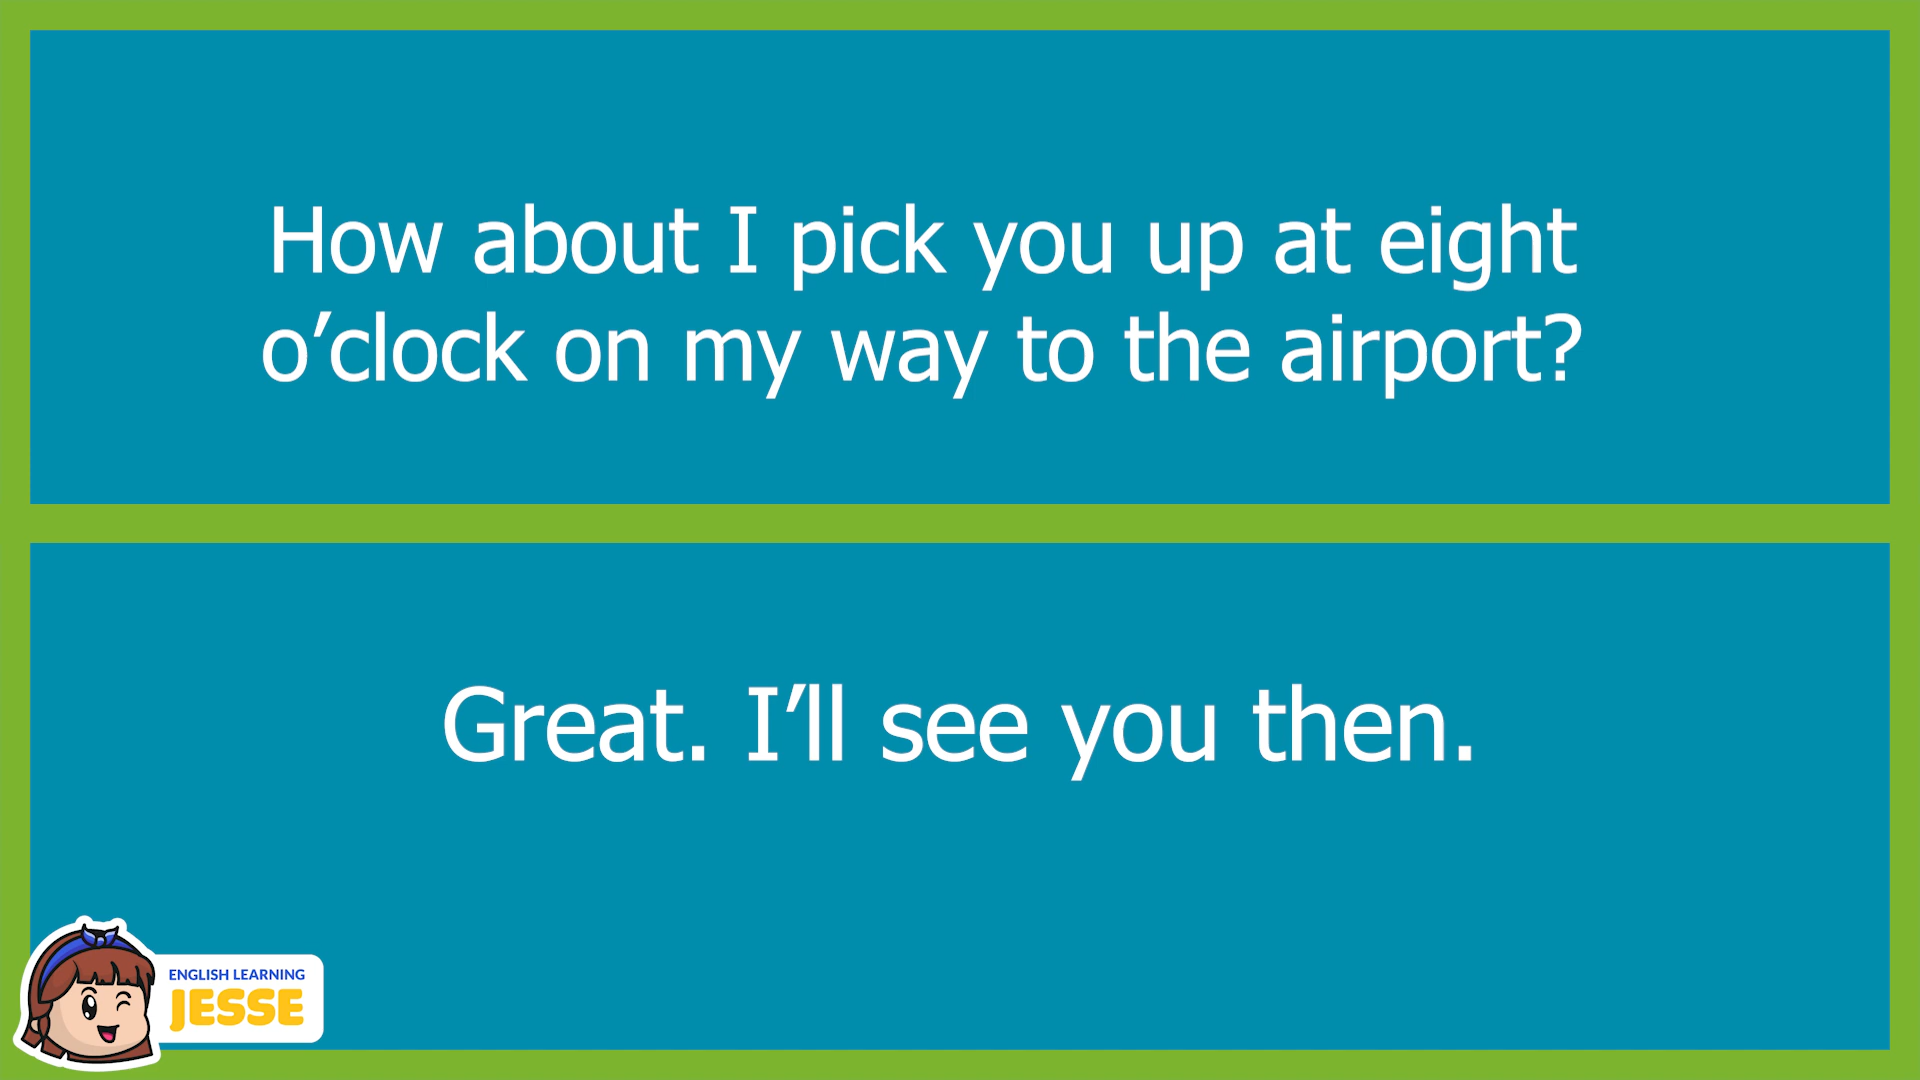 How about I pick you up at eight
o’clock on my way to the airport?
Great. I’ll see you then.
ENGLISH LEARNING
JESSE